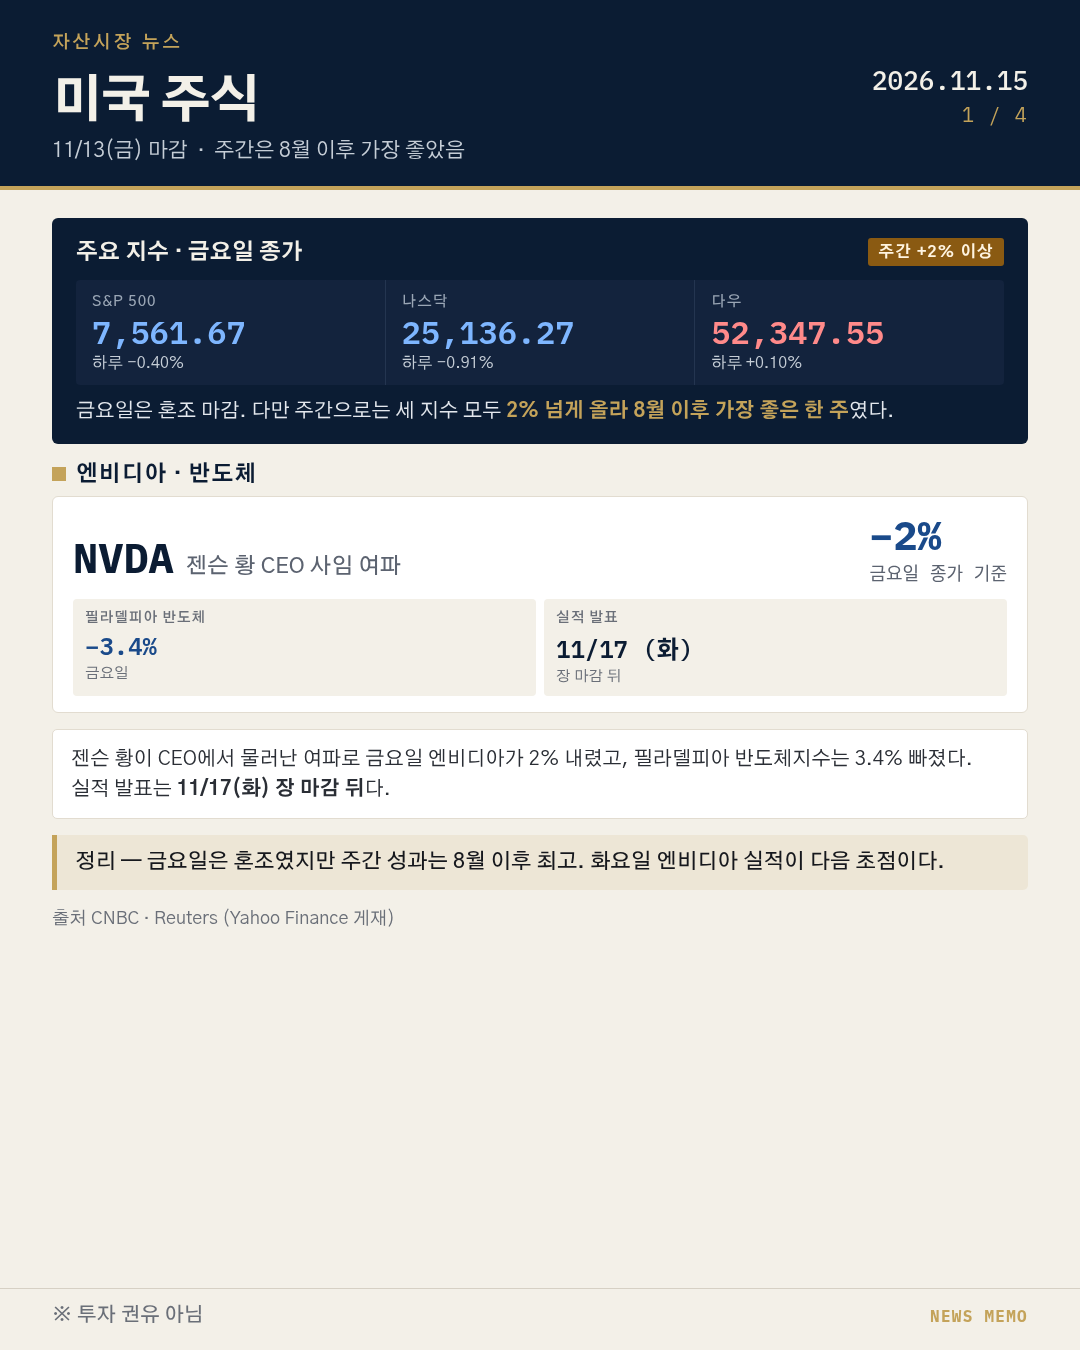 자산시장 뉴스
미국 주식
11/13(금) 마감 · 주간은 8월 이후 가장 좋았음
2026.11.15
1 / 4
주요 지수 · 금요일 종가
주간 +2% 이상
S&P 500
7,561.67
하루 −0.40%
나스닥
25,136.27
하루 −0.91%
다우
52,347.55
하루 +0.10%
금요일은 혼조 마감. 다만 주간으로는 세 지수 모두 2% 넘게 올라 8월 이후 가장 좋은 한 주였다.
엔비디아 · 반도체
NVDA 젠슨 황 CEO 사임 여파
−2%
금요일 종가 기준
필라델피아 반도체
−3.4%
금요일
실적 발표
11/17 (화)
장 마감 뒤
젠슨 황이 CEO에서 물러난 여파로 금요일 엔비디아가 2% 내렸고, 필라델피아 반도체지수는 3.4% 빠졌다.
실적 발표는 11/17(화) 장 마감 뒤다.
정리 — 금요일은 혼조였지만 주간 성과는 8월 이후 최고. 화요일 엔비디아 실적이 다음 초점이다.
출처 CNBC · Reuters (Yahoo Finance 게재)
※ 투자 권유 아님
NEWS MEMO